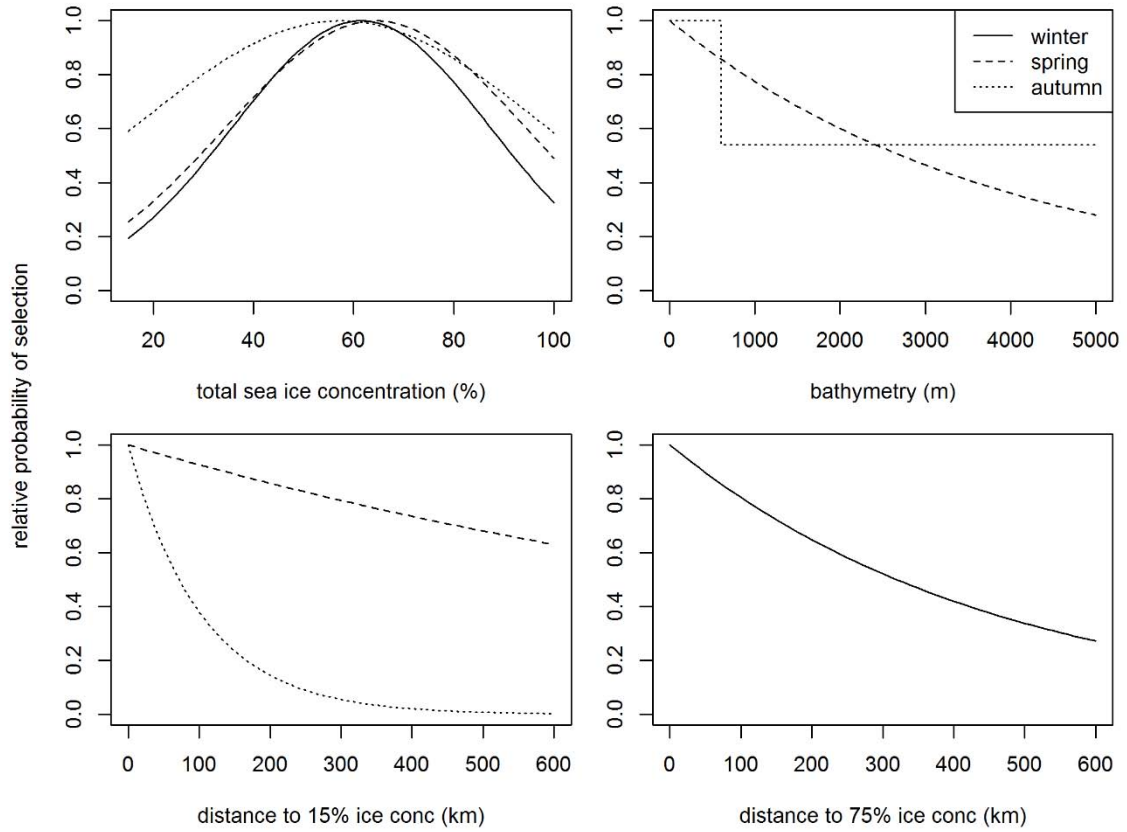 relative probability of selection
1.0
0.8
0.6
0.4
0.2
0.0
20 40 60 80 100
total sea ice concentration (%)
winter
spring
autumn
1.0
0.8
0.6
0.4
0.2
0.0
0 1000 2000 3000 4000 5000
bathymetry (m)
1.0
0.8
0.6
0.4
0.2
0.0
0 100 200 300 400 500 600
distance to 15% ice conc (km)
1.0
0.8
0.6
0.4
0.2
0.0
0 100 200 300 400 500 600
distance to 75% ice conc (km)